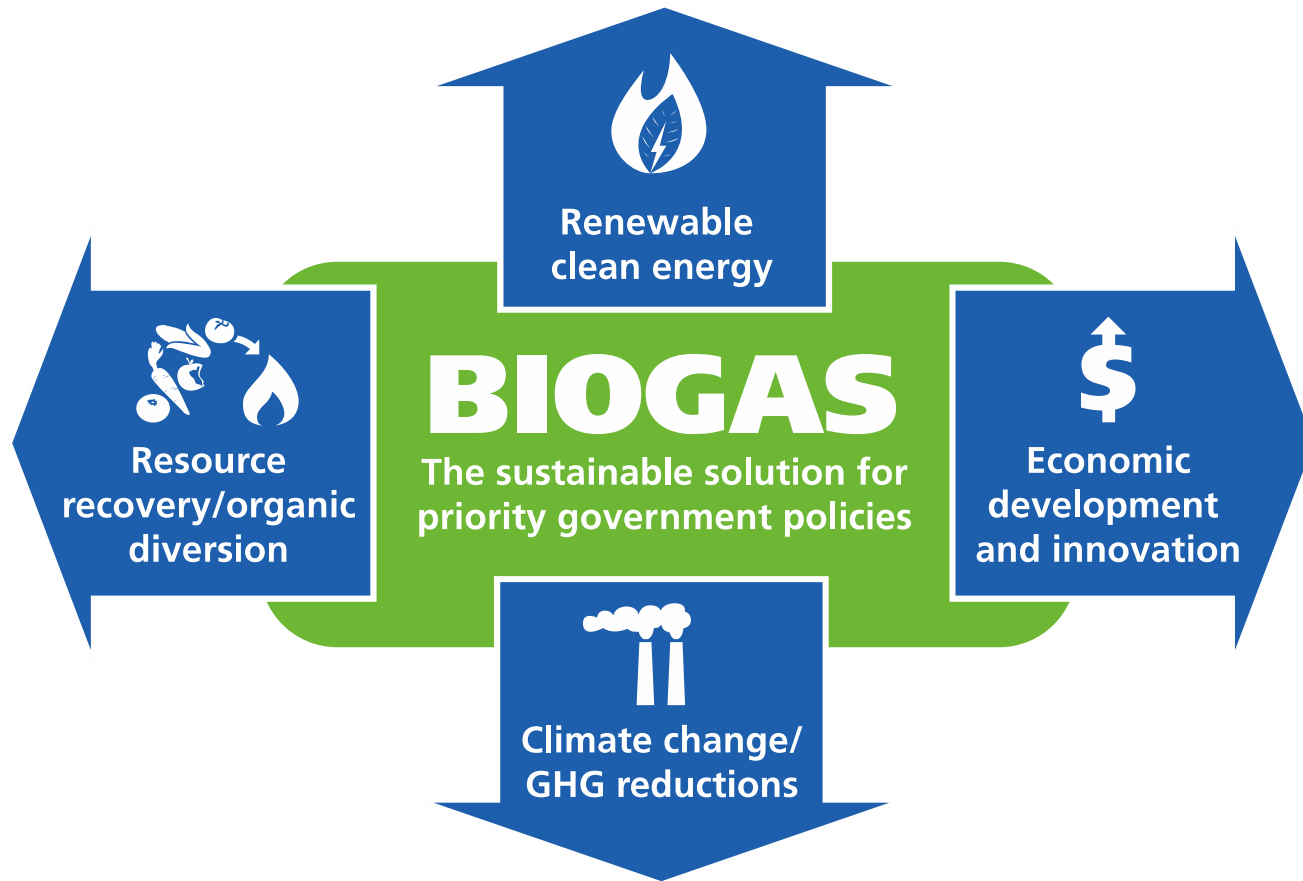 Renewable
clean energy
BIOGAS
The sustainable solution for
priority government policies
Resource
recovery/organic
diversion
$
Economic
development
and innovation
Climate change/
GHG reductions